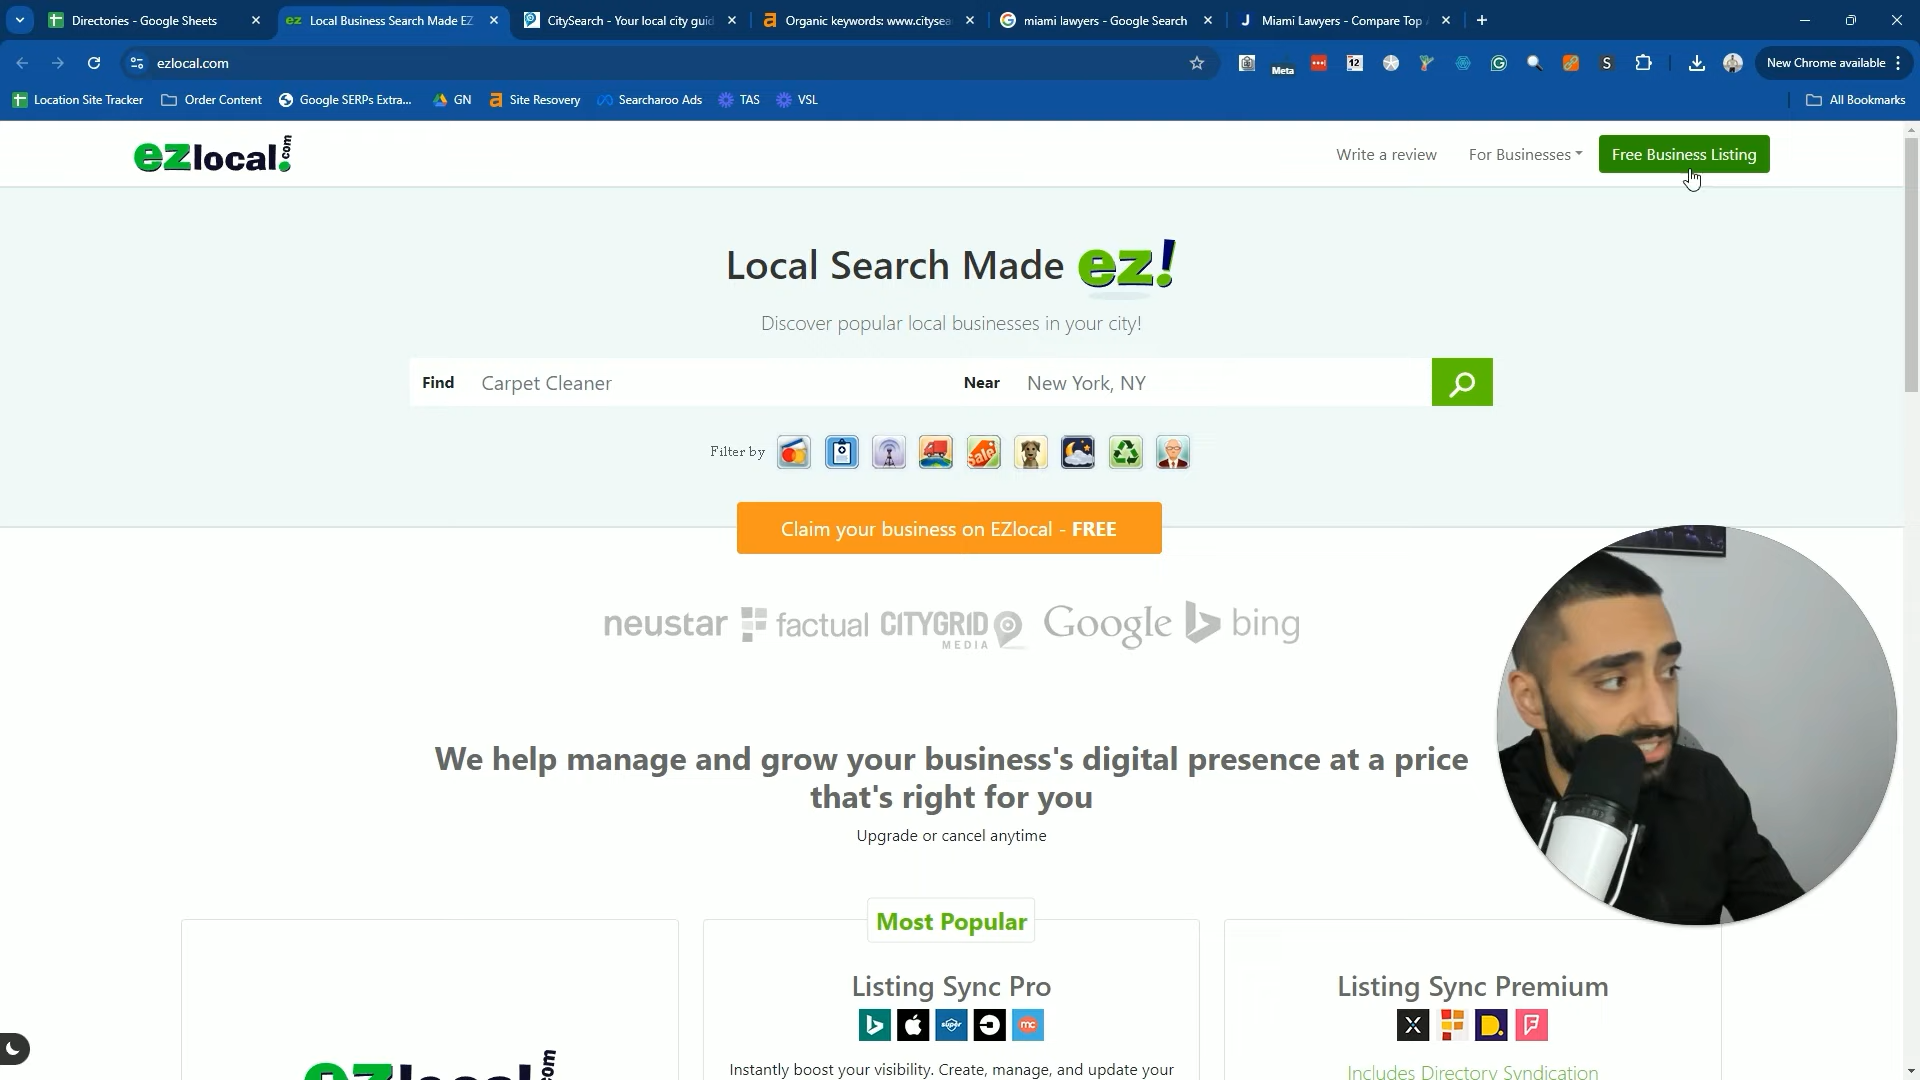 Directories - Google Sheets
ez Local Business Search Made EZ
CitySearch - Your local city guid
Organic keywords: www.citysea
miami lawyers - Google Search
Miami Lawyers - Compare Top
ezlocal.com
Meta
12
S
New Chrome available
Location Site Tracker
Order Content
Google SERPs Extra...
GN
Site Recovery
Searcharoo Ads
TAS
VSL
All Bookmarks
ezlocal.com
Write a review
For Businesses
Free Business Listing
Local Search Made ez!
Discover popular local businesses in your city!
Find Carpet Cleaner
Near New York, NY
Filter by
Sale
Claim your business on EZlocal - FREE
neustar factual CITYGRID MEDIA Google bing
We help manage and grow your business's digital presence at a price
that's right for you
Upgrade or cancel anytime
Most Popular
Listing Sync Pro
mc
Instantly boost your visibility. Create, manage, and update your
Listing Sync Premium
Includes Directory Syndication